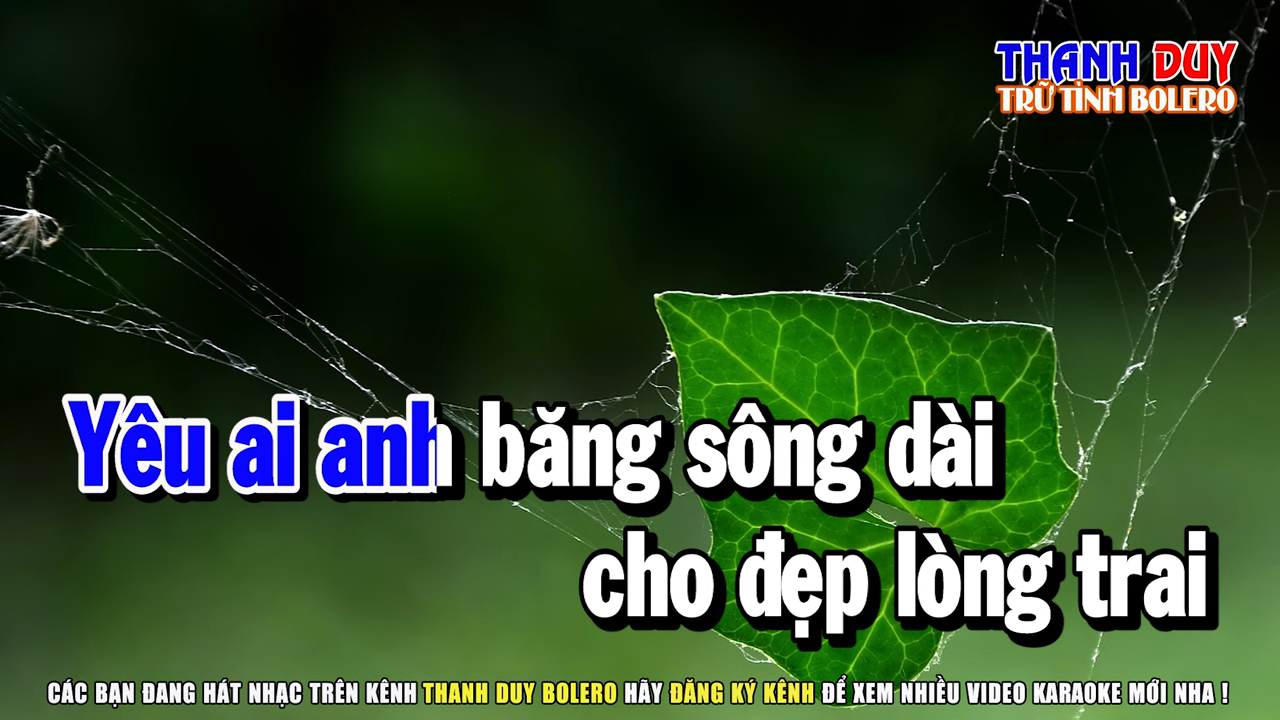 THANH DUY
TRỮ TÌNH BOLERO
Yêu ai anh băng sông dài
cho đẹp lòng trai
CÁC BẠN ĐANG HÁT NHẠC TRÊN KÊNH THANH DUY BOLERO HÃY ĐĂNG KÝ KÊNH ĐỂ XEM NHIỀU VIDEO KARAOKE MỚI NHA !